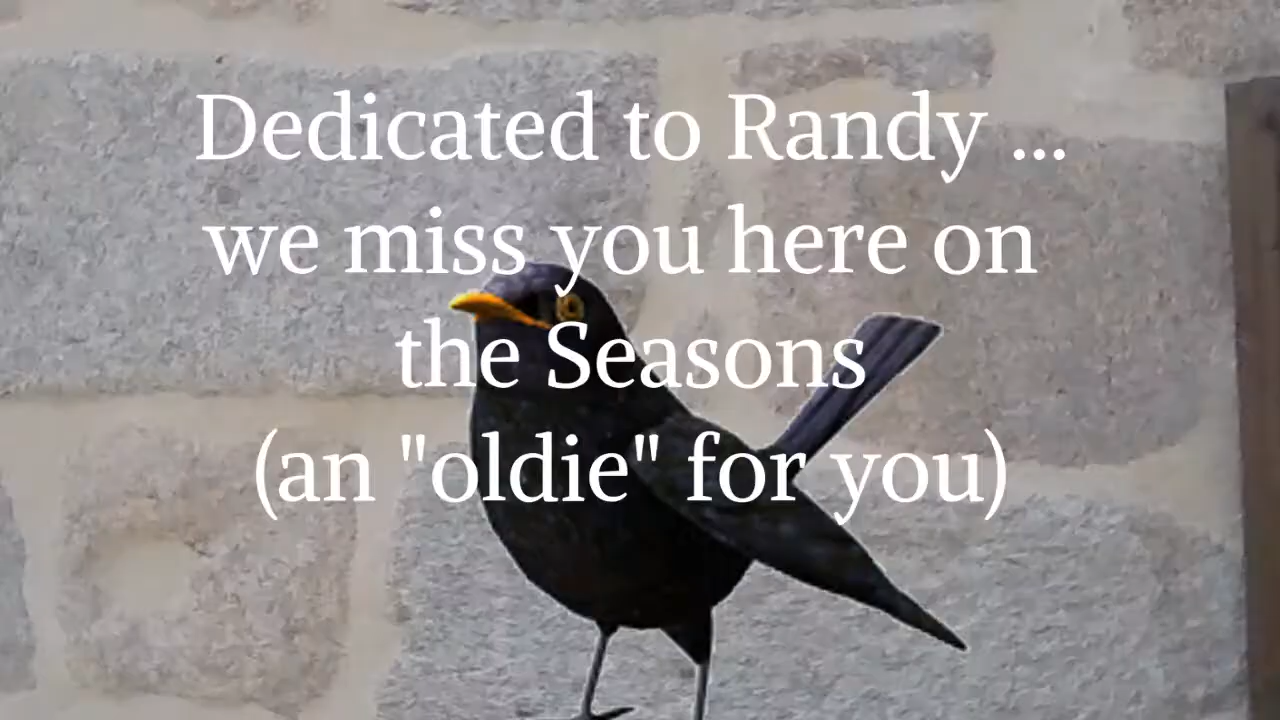 Dedicated to Randy ...
we miss you here on
the Seasons
(an "oldie" for you)